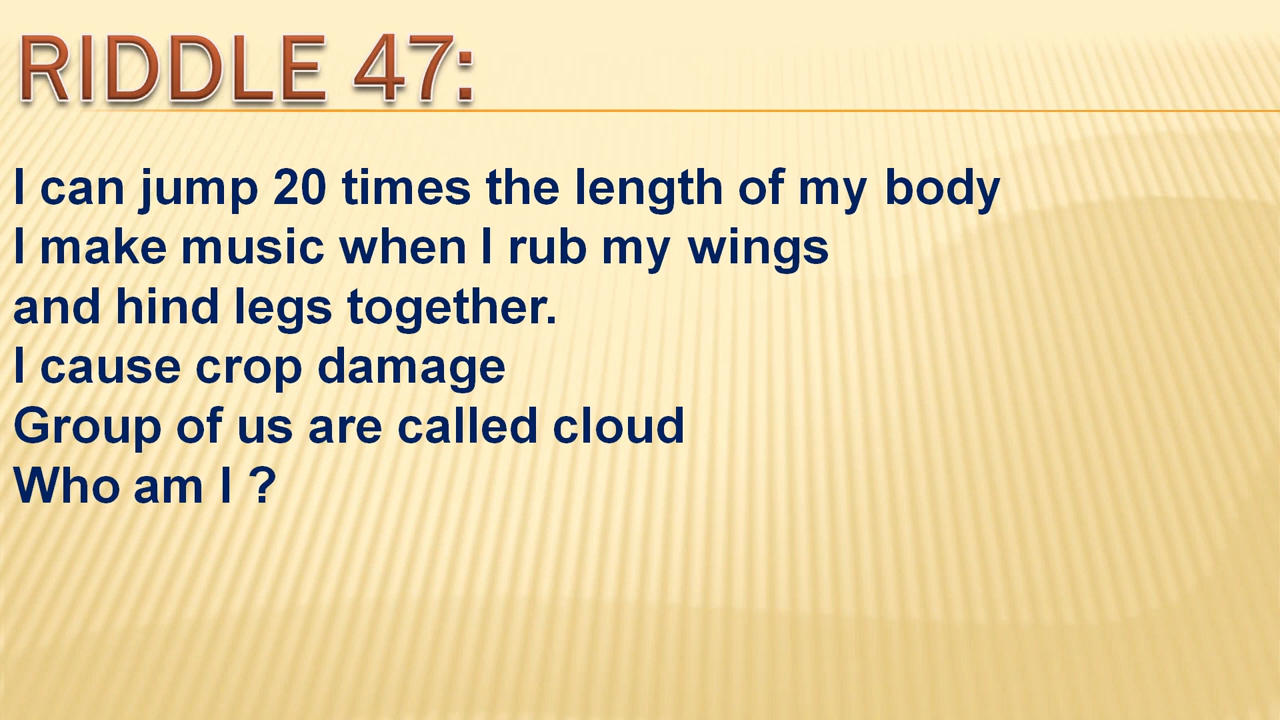 RIDDLE 47:
I can jump 20 times the length of my body
I make music when I rub my wings
and hind legs together.
I cause crop damage
Group of us are called cloud
Who am I ?